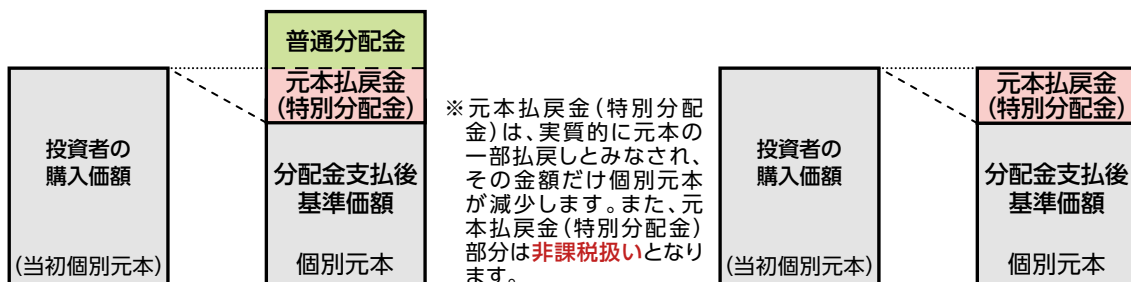 投資者の
購入価額
(当初個別元本)
普通分配金
元本払戻金
(特別分配金)
分配金支払後
基準価額
個別元本
※元本払戻金(特別分配
金)は、実質的に元本の
一部払戻しとみなされ、
その金額だけ個別元本
が減少します。また、元
本払戻金(特別分配金)
部分は非課税扱いとなり
ます。
投資者の
購入価額
(当初個別元本)
元本払戻金
(特別分配金)
分配金支払後
基準価額
個別元本